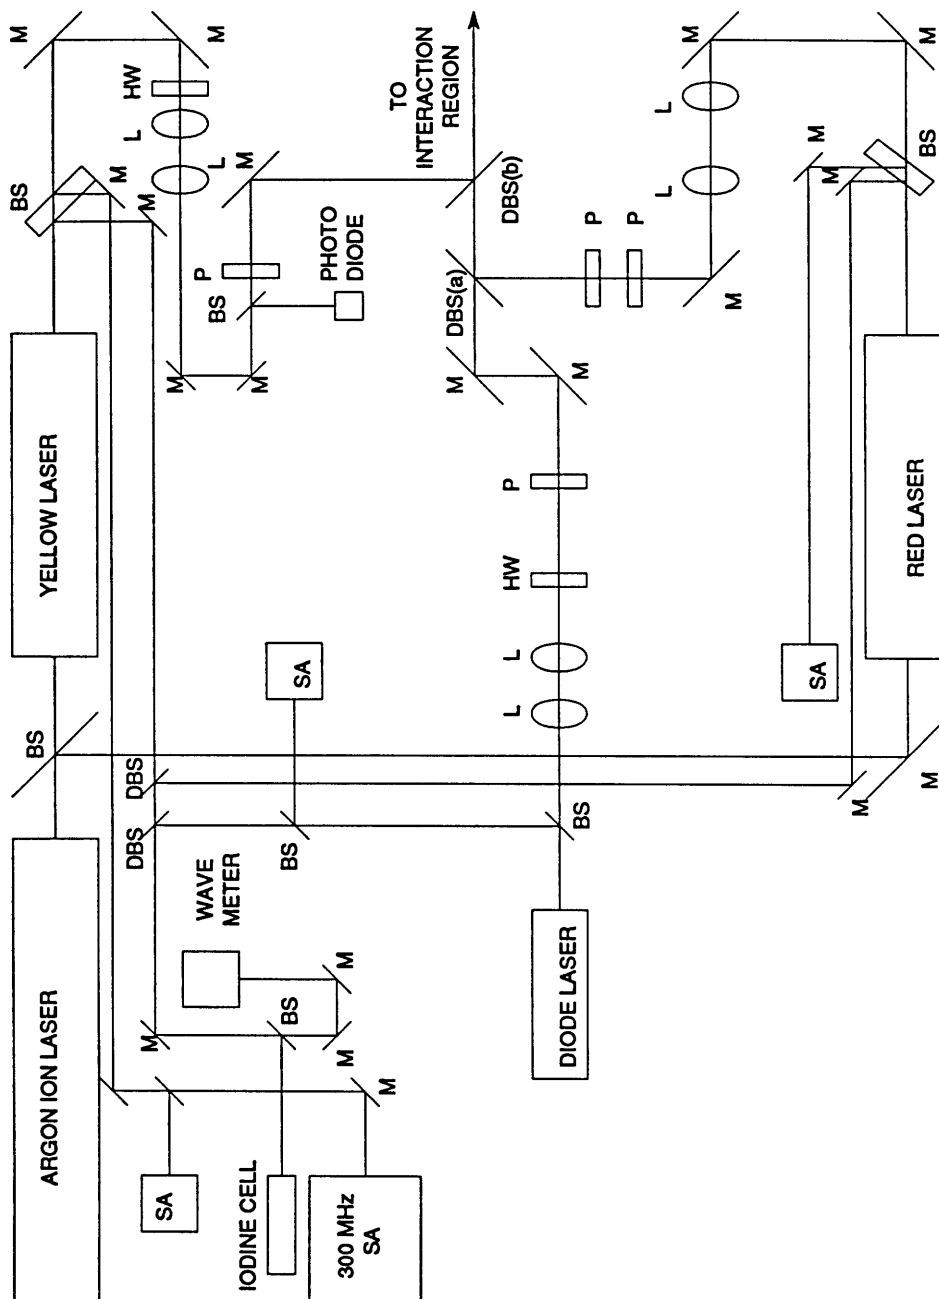 ARGON ION LASER
BS
YELLOW LASER
BS
M
M
M
M
HW
L
L
M
M
P
BS
PHOTO
DIODE
M
TO
INTERACTION
REGION
DBS(b)
DBS(a)
M
M
P
P
M
L
L
M
M
M
M
BS
RED LASER
SA
M
M
P
HW
L
L
BS
DIODE LASER
SA
BS
DBS
DBS
WAVE
METER
M
M
BS
M
M
SA
IODINE CELL
300 MHz
SA